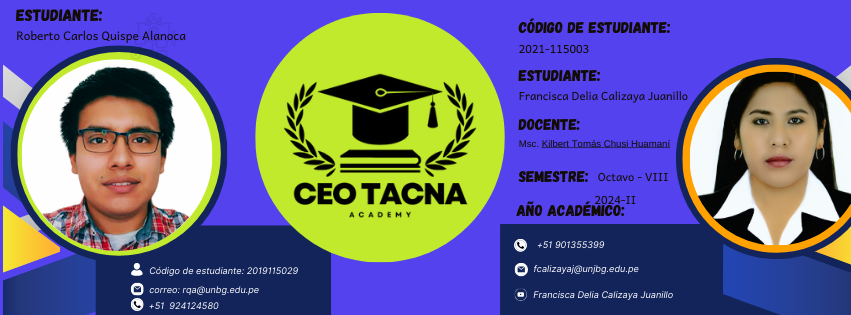 ESTUDIANTE:
Roberto Carlos Quispe Alanoca
CEO TACNA
ACADEMY
Código de estudiante: 2019115029
correo: rqa@unbg.edu.pe
+51 924124580
CÓDIGO DE ESTUDIANTE:
2021-115003
ESTUDIANTE:
Francisca Delia Calizaya Juanillo
DOCENTE:
Msc. Kilbert Tomás Chusi Huamaní
SEMESTRE: Octavo - VIII
2024-II
AÑO ACADÉMICO:
+51 901355399
fcalizayaj@unjbg.edu.pe
Francisca Delia Calizaya Juanillo